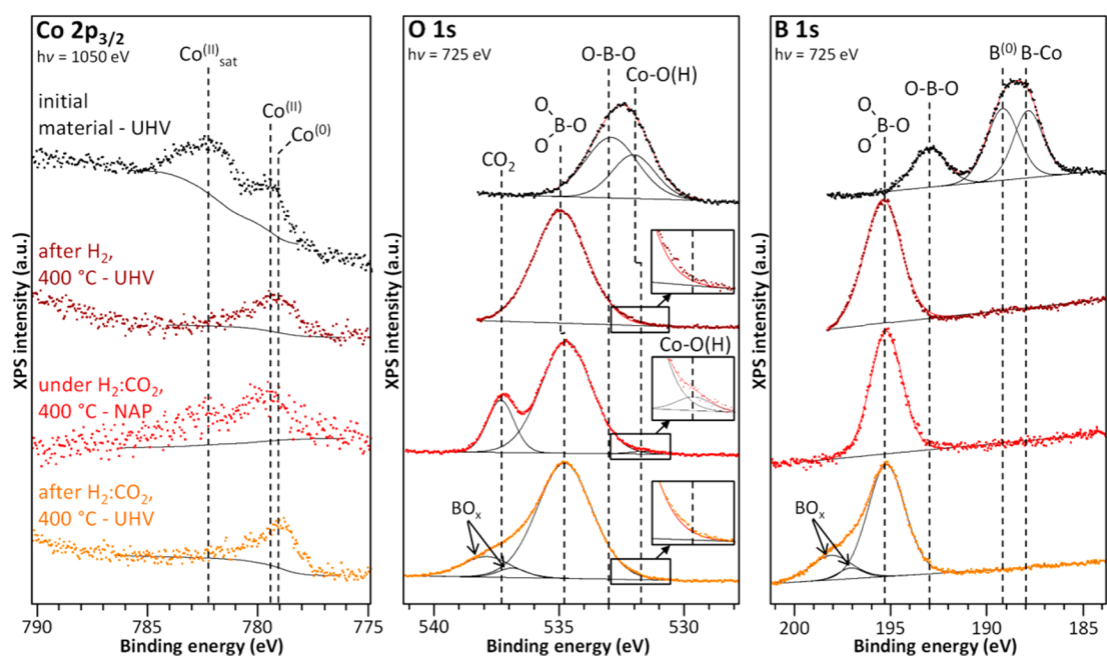 Co 2p3/2
hν = 1050 eV
Co(II)sat
Co(II)
Co(0)
initial
material - UHV
after H2,
400 °C - UHV
under H2:CO2,
400 °C - NAP
after H2:CO2,
400 °C - UHV
XPS intensity (a.u.)
790 785 780 775
Binding energy (eV)
O 1s
hν = 725 eV
O-B-O
Co-O(H)
O
B-O
O
CO2
Co-O(H)
BOx
XPS intensity (a.u.)
540 535 530
Binding energy (eV)
B 1s
hν = 725 eV
B(0) B-Co
O-B-O
O
B-O
O
BOx
XPS intensity (a.u.)
200 195 190 185
Binding energy (eV)